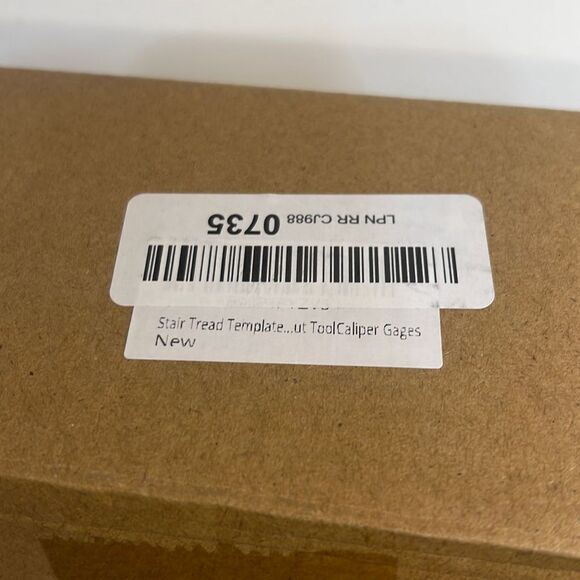 LPN RR CJ988 0735
Stair Tread Template...ut ToolCaliper Gages
New